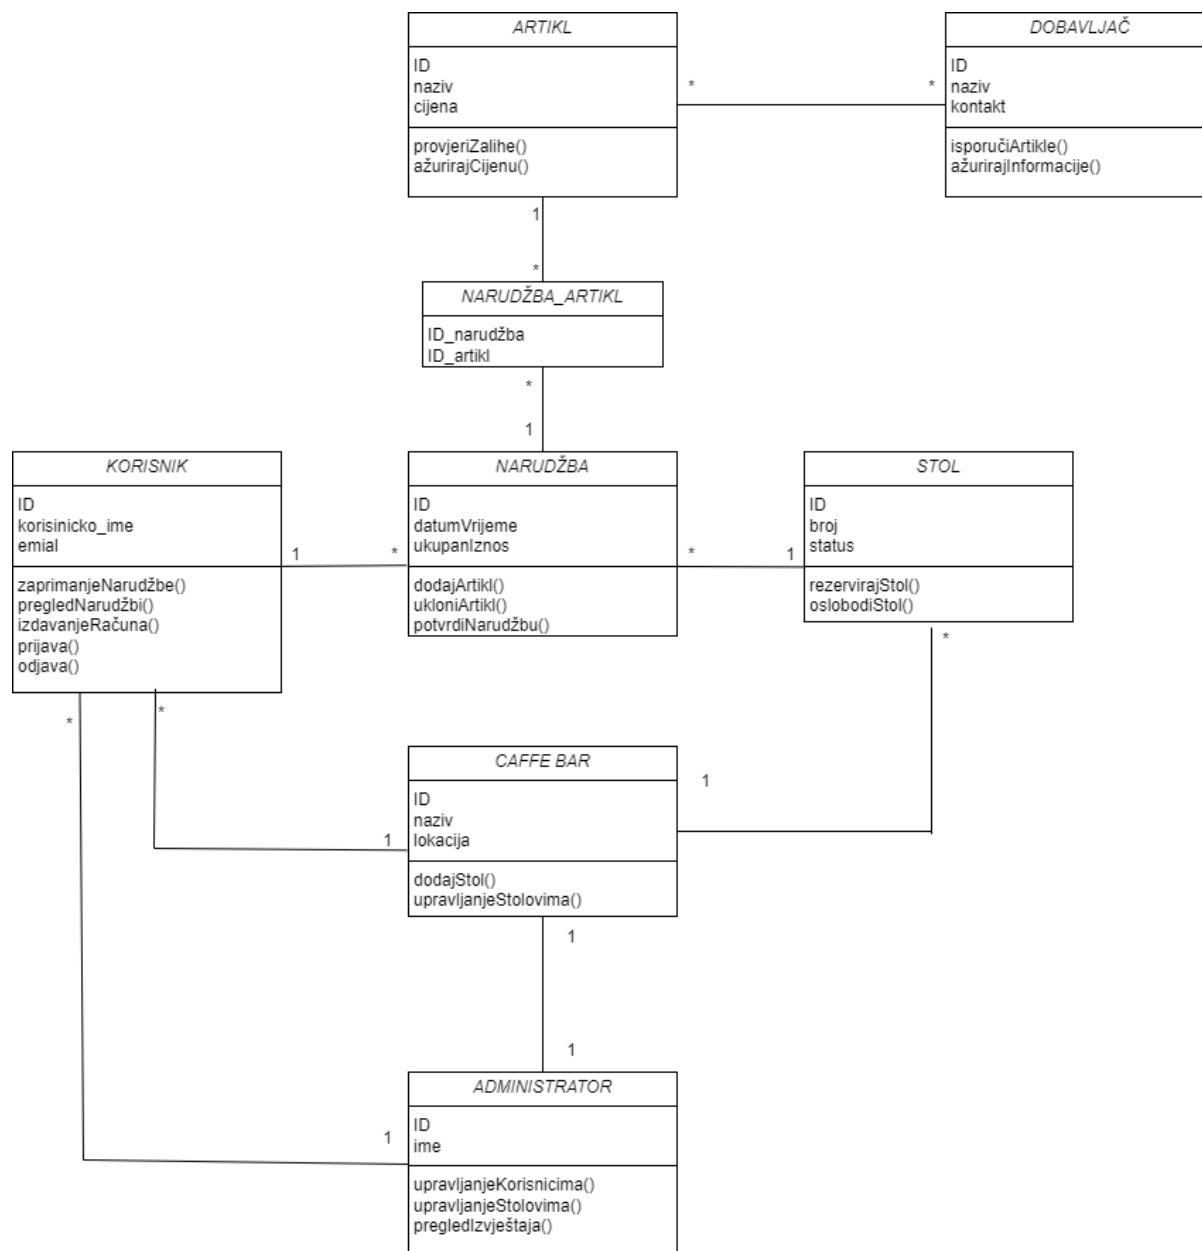 ARTIKL
ID
naziv
cijena
provjeriZalihe()
ažurirajCijenu()
*
*
DOBAVLJAČ
ID
naziv
kontakt
isporučiArtikle()
ažurirajInformacije()
1
*
NARUDŽBA_ARTIKL
ID_narudžba
ID_artikl
*
1
KORISNIK
ID
korisinicko_ime
emial
zaprimanjeNarudžbe()
pregledNarudžbi()
izdavanjeRačuna()
prijava()
odjava()
1
*
NARUDŽBA
ID
datumVrijeme
ukupanIznos
dodajArtikl()
ukloniArtikl()
potvrdiNarudžbu()
*
1
STOL
ID
broj
status
rezervirajStol()
oslobodiStol()
*
*
*
CAFFE BAR
ID
naziv
lokacija
dodajStol()
upravljanjeStolovima()
1
1
1
1
ADMINISTRATOR
ID
ime
upravljanjeKorisnicima()
upravljanjeStolovima()
pregledIzvještaja()
1